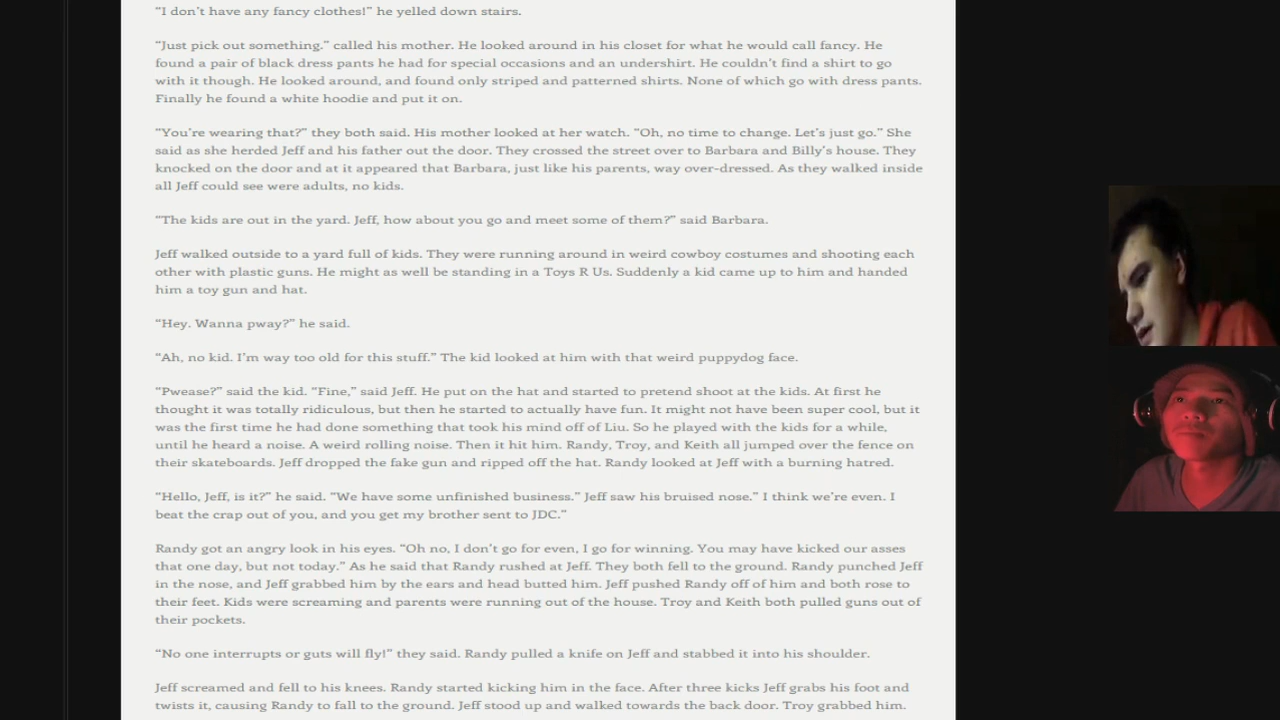 “I don’t have any fancy clothes!” he yelled down stairs.
“Just pick out something.” called his mother. He looked around in his closet for what he would call fancy. He
found a pair of black dress pants he had for special occasions and an undershirt. He couldn’t find a shirt to go
with it though. He looked around, and found only striped and patterned shirts. None of which go with dress pants.
Finally he found a white hoodie and put it on.
“You’re wearing that?” they both said. His mother looked at her watch. “Oh, no time to change. Let’s just go.” She
said as she herded Jeff and his father out the door. They crossed the street over to Barbara and Billy’s house. They
knocked on the door and at it appeared that Barbara, just like his parents, way over-dressed. As they walked inside
all Jeff could see were adults, no kids.
“The kids are out in the yard. Jeff, how about you go and meet some of them?” said Barbara.
Jeff walked outside to a yard full of kids. They were running around in weird cowboy costumes and shooting each
other with plastic guns. He might as well be standing in a Toys R Us. Suddenly a kid came up to him and handed
him a toy gun and hat.
“Hey. Wanna pway?” he said.
“Ah, no kid. I’m way too old for this stuff.” The kid looked at him with that weird puppydog face.
“Pwease?” said the kid. “Fine,” said Jeff. He put on the hat and started to pretend shoot at the kids. At first he
thought it was totally ridiculous, but then he started to actually have fun. It might not have been super cool, but it
was the first time he had done something that took his mind off of Liu. So he played with the kids for a while,
until he heard a noise. A weird rolling noise. Then it hit him. Randy, Troy, and Keith all jumped over the fence on
their skateboards. Jeff dropped the fake gun and ripped off the hat. Randy looked at Jeff with a burning hatred.
“Hello, Jeff, is it?” he said. “We have some unfinished business.” Jeff saw his bruised nose.” I think we’re even. I
beat the crap out of you, and you get my brother sent to JDC.”
Randy got an angry look in his eyes. “Oh no, I don’t go for even, I go for winning. You may have kicked our asses
that one day, but not today.” As he said that Randy rushed at Jeff. They both fell to the ground. Randy punched Jeff
in the nose, and Jeff grabbed him by the ears and head butted him. Jeff pushed Randy off of him and both rose to
their feet. Kids were screaming and parents were running out of the house. Troy and Keith both pulled guns out of
their pockets.
“No one interrupts or guts will fly!” they said. Randy pulled a knife on Jeff and stabbed it into his shoulder.
Jeff screamed and fell to his knees. Randy started kicking him in the face. After three kicks Jeff grabs his foot and
twists it, causing Randy to fall to the ground. Jeff stood up and walked towards the back door. Troy grabbed him.